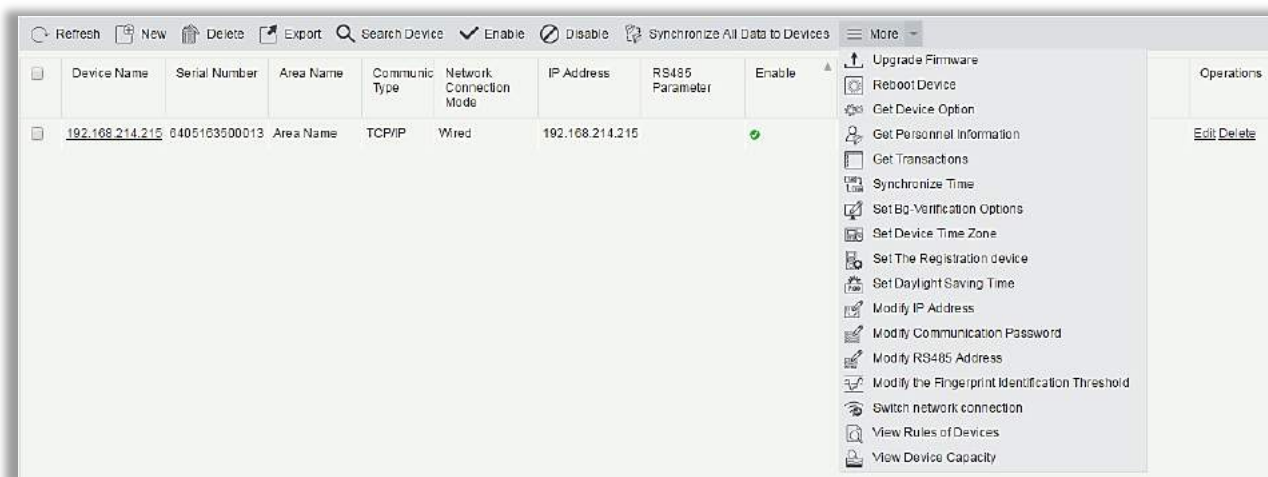 Refresh New Delete Export Search Device Enable Disable Synchronize All Data to Devices More
Device Name Serial Number Area Name Communic Type Network Connection Mode IP Address RS485 Parameter Enable Operations
192.168.214.215 6405163500013 Area Name TCP/IP Wired 192.168.214.215 Edit Delete
Upgrade Firmware
Reboot Device
Get Device Option
Get Personnel Information
Get Transactions
Synchronize Time
Set Bg-Verification Options
Set Device Time Zone
Set The Registration device
Set Daylight Saving Time
Modify IP Address
Modify Communication Password
Modify RS485 Address
Modify the Fingerprint Identification Threshold
Switch network connection
View Rules of Devices
View Device Capacity